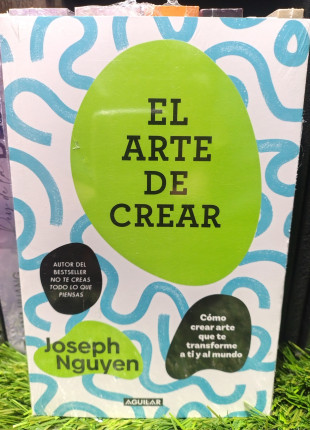 EL
ARTE
DE
CREAR
AUTOR DEL
BESTSELLER
NO TE CREAS
TODO LO QUE
PIENSAS
Cómo
crear arte
que te
transforme
a ti y al mundo
Joseph
Nguyen
AGUILAR